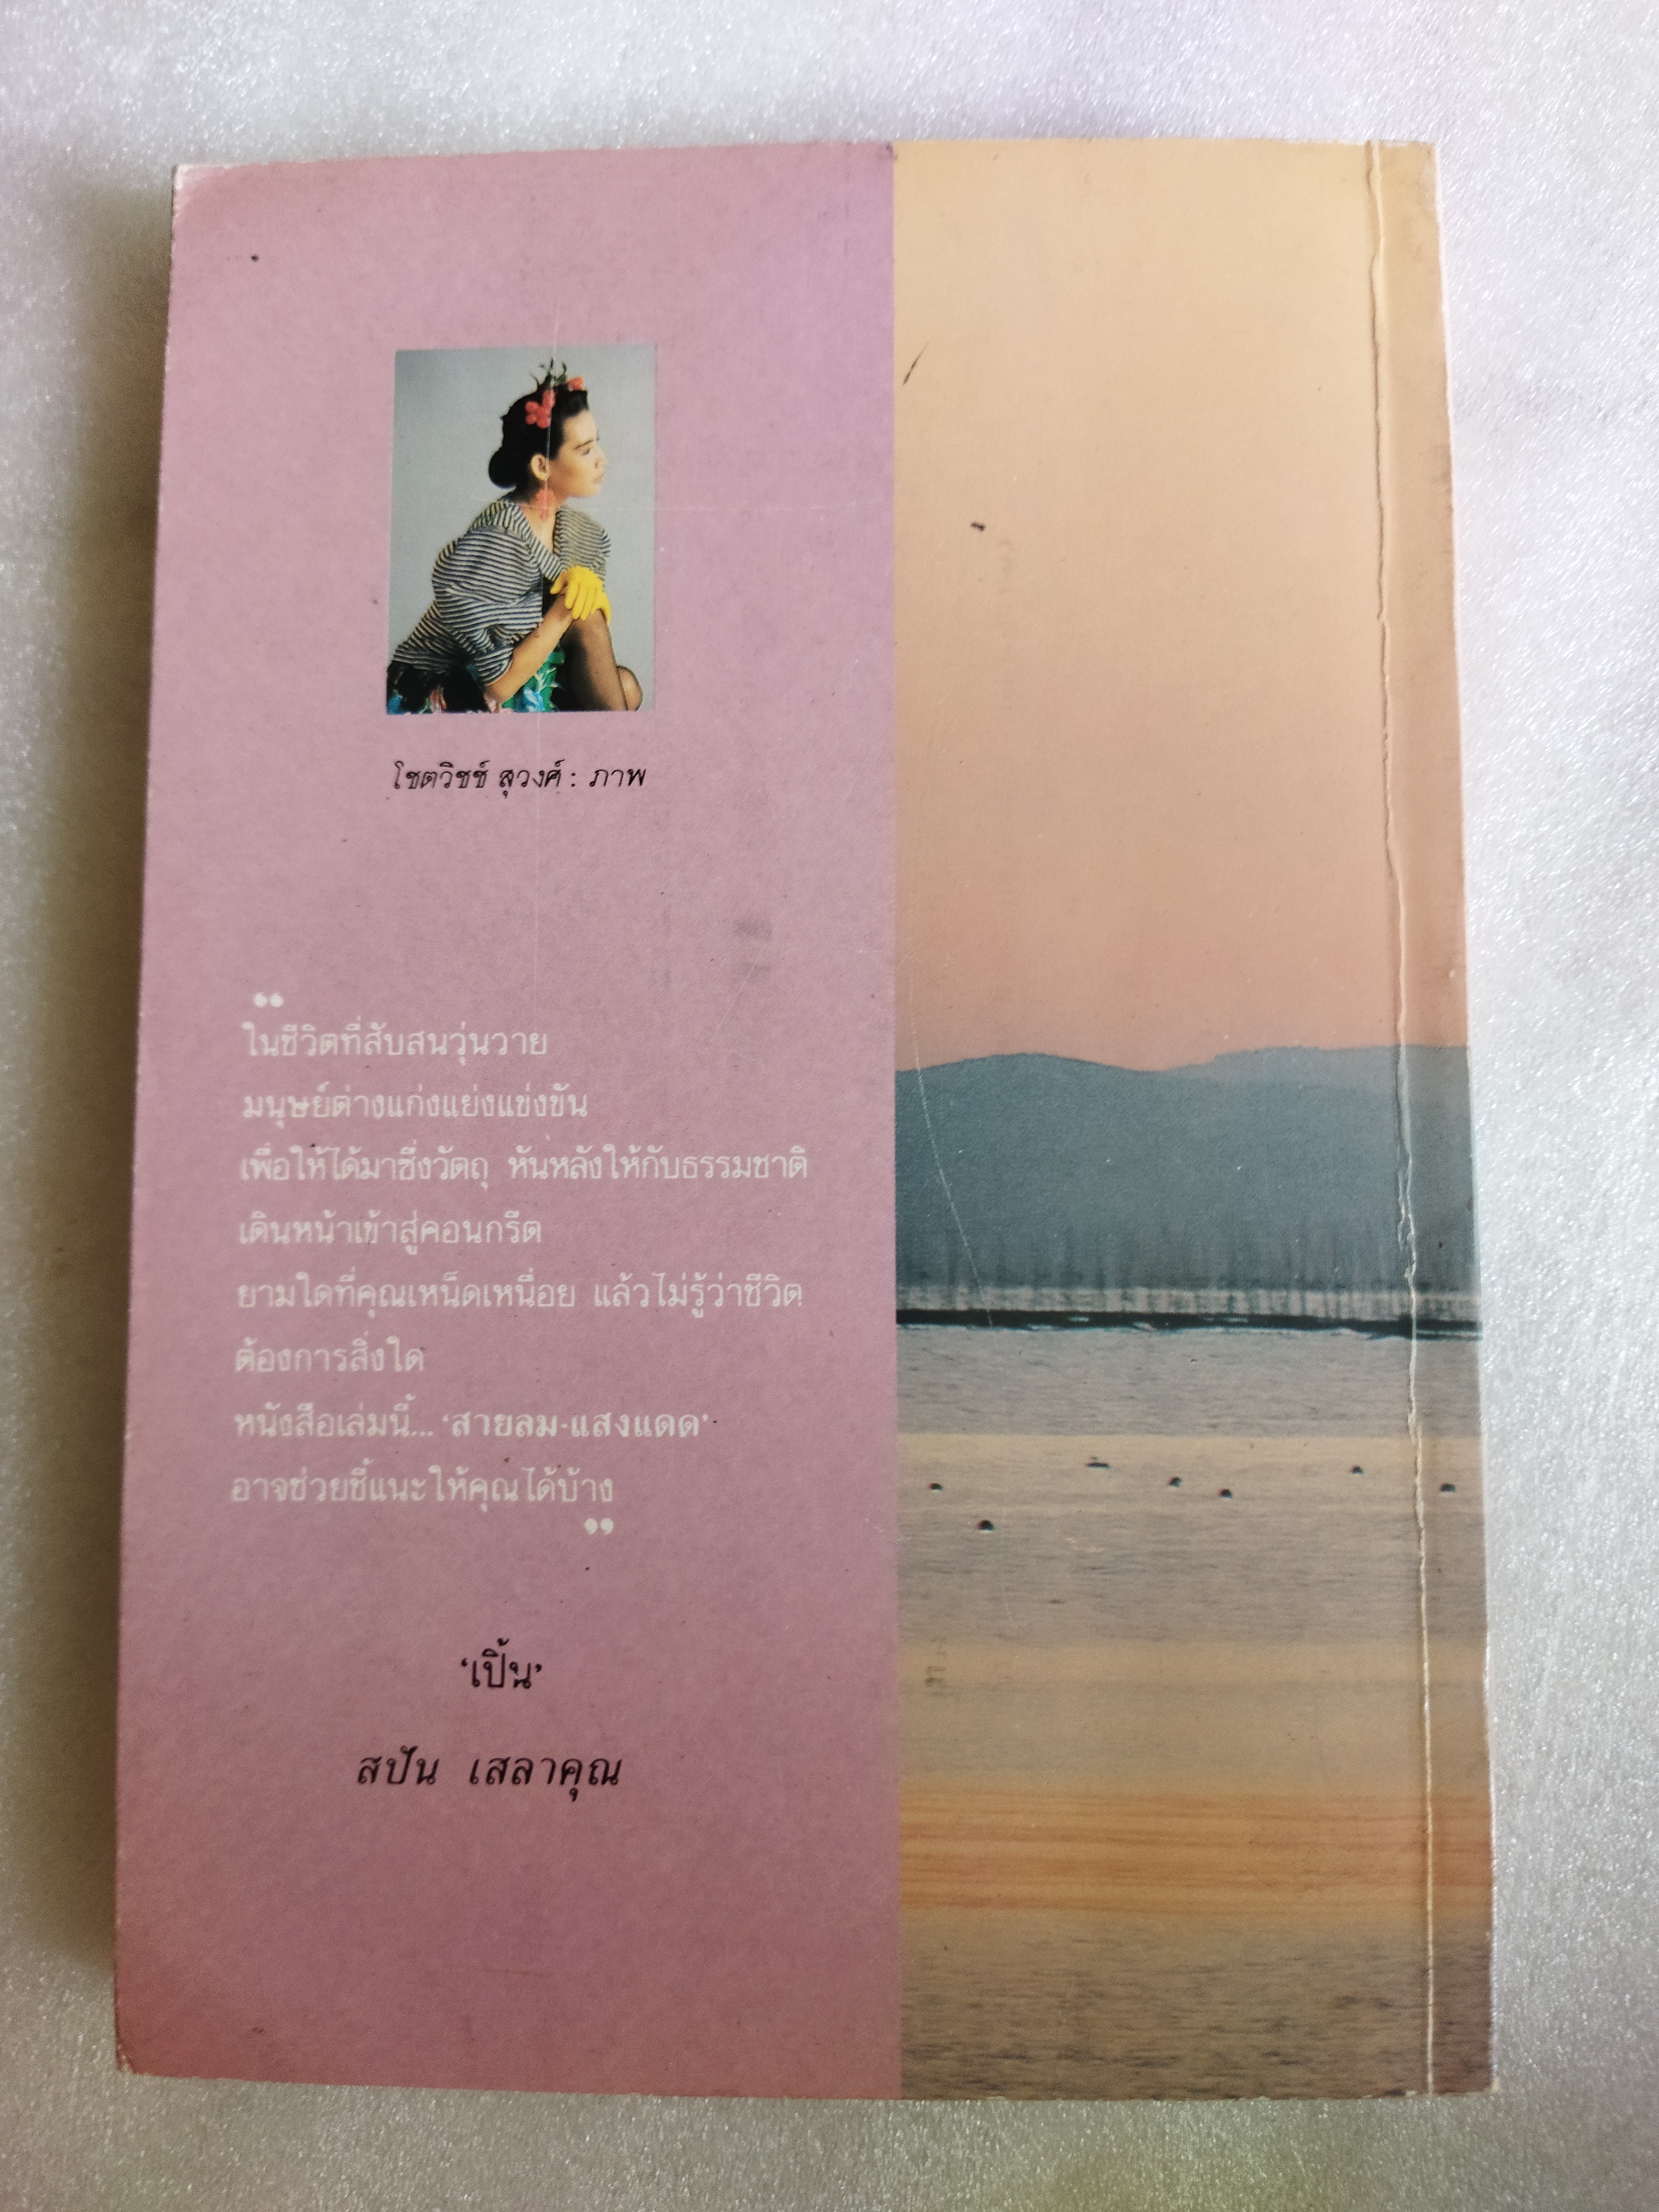 โชตวิชช์ สุวงศ์ : ภาพ
“
ในชีวิตที่สับสนวุ่นวาย
มนุษย์ต่างแก่งแย่งแข่งขัน
เพื่อให้ได้มาซึ่งวัตถุ หันหลังให้กับธรรมชาติ
เดินหน้าเข้าสู่คอนกรีต
ยามใดที่คุณเหน็ดเหนื่อย แล้วไม่รู้ว่าชีวิต
ต้องการสิ่งใด
หนังสือเล่มนี้... ‘สายลม-แสงแดด’
อาจช่วยชี้แนะให้คุณได้บ้าง
”
‘เปิ้น’
สปัน เสลาคุณ